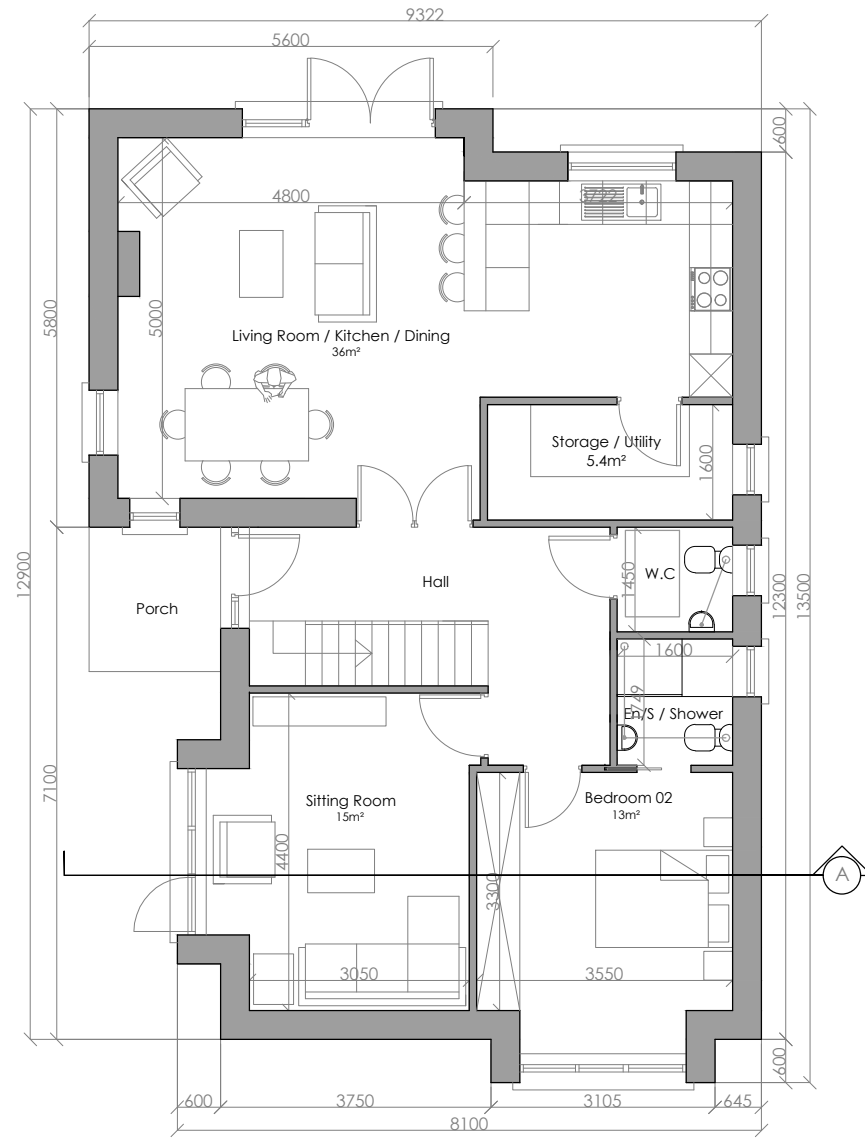 9322
5600
600
4800
3722
5800
5000
Living Room / Kitchen / Dining
36m²
Storage / Utility
5.4m²
1600
12900
12300
13500
Hall
W.C
1450
Porch
1600
1749
En/S / Shower
7100
Sitting Room
15m²
Bedroom 02
13m²
4400
3300
A
3050
3550
600
600
3750
3105
645
8100